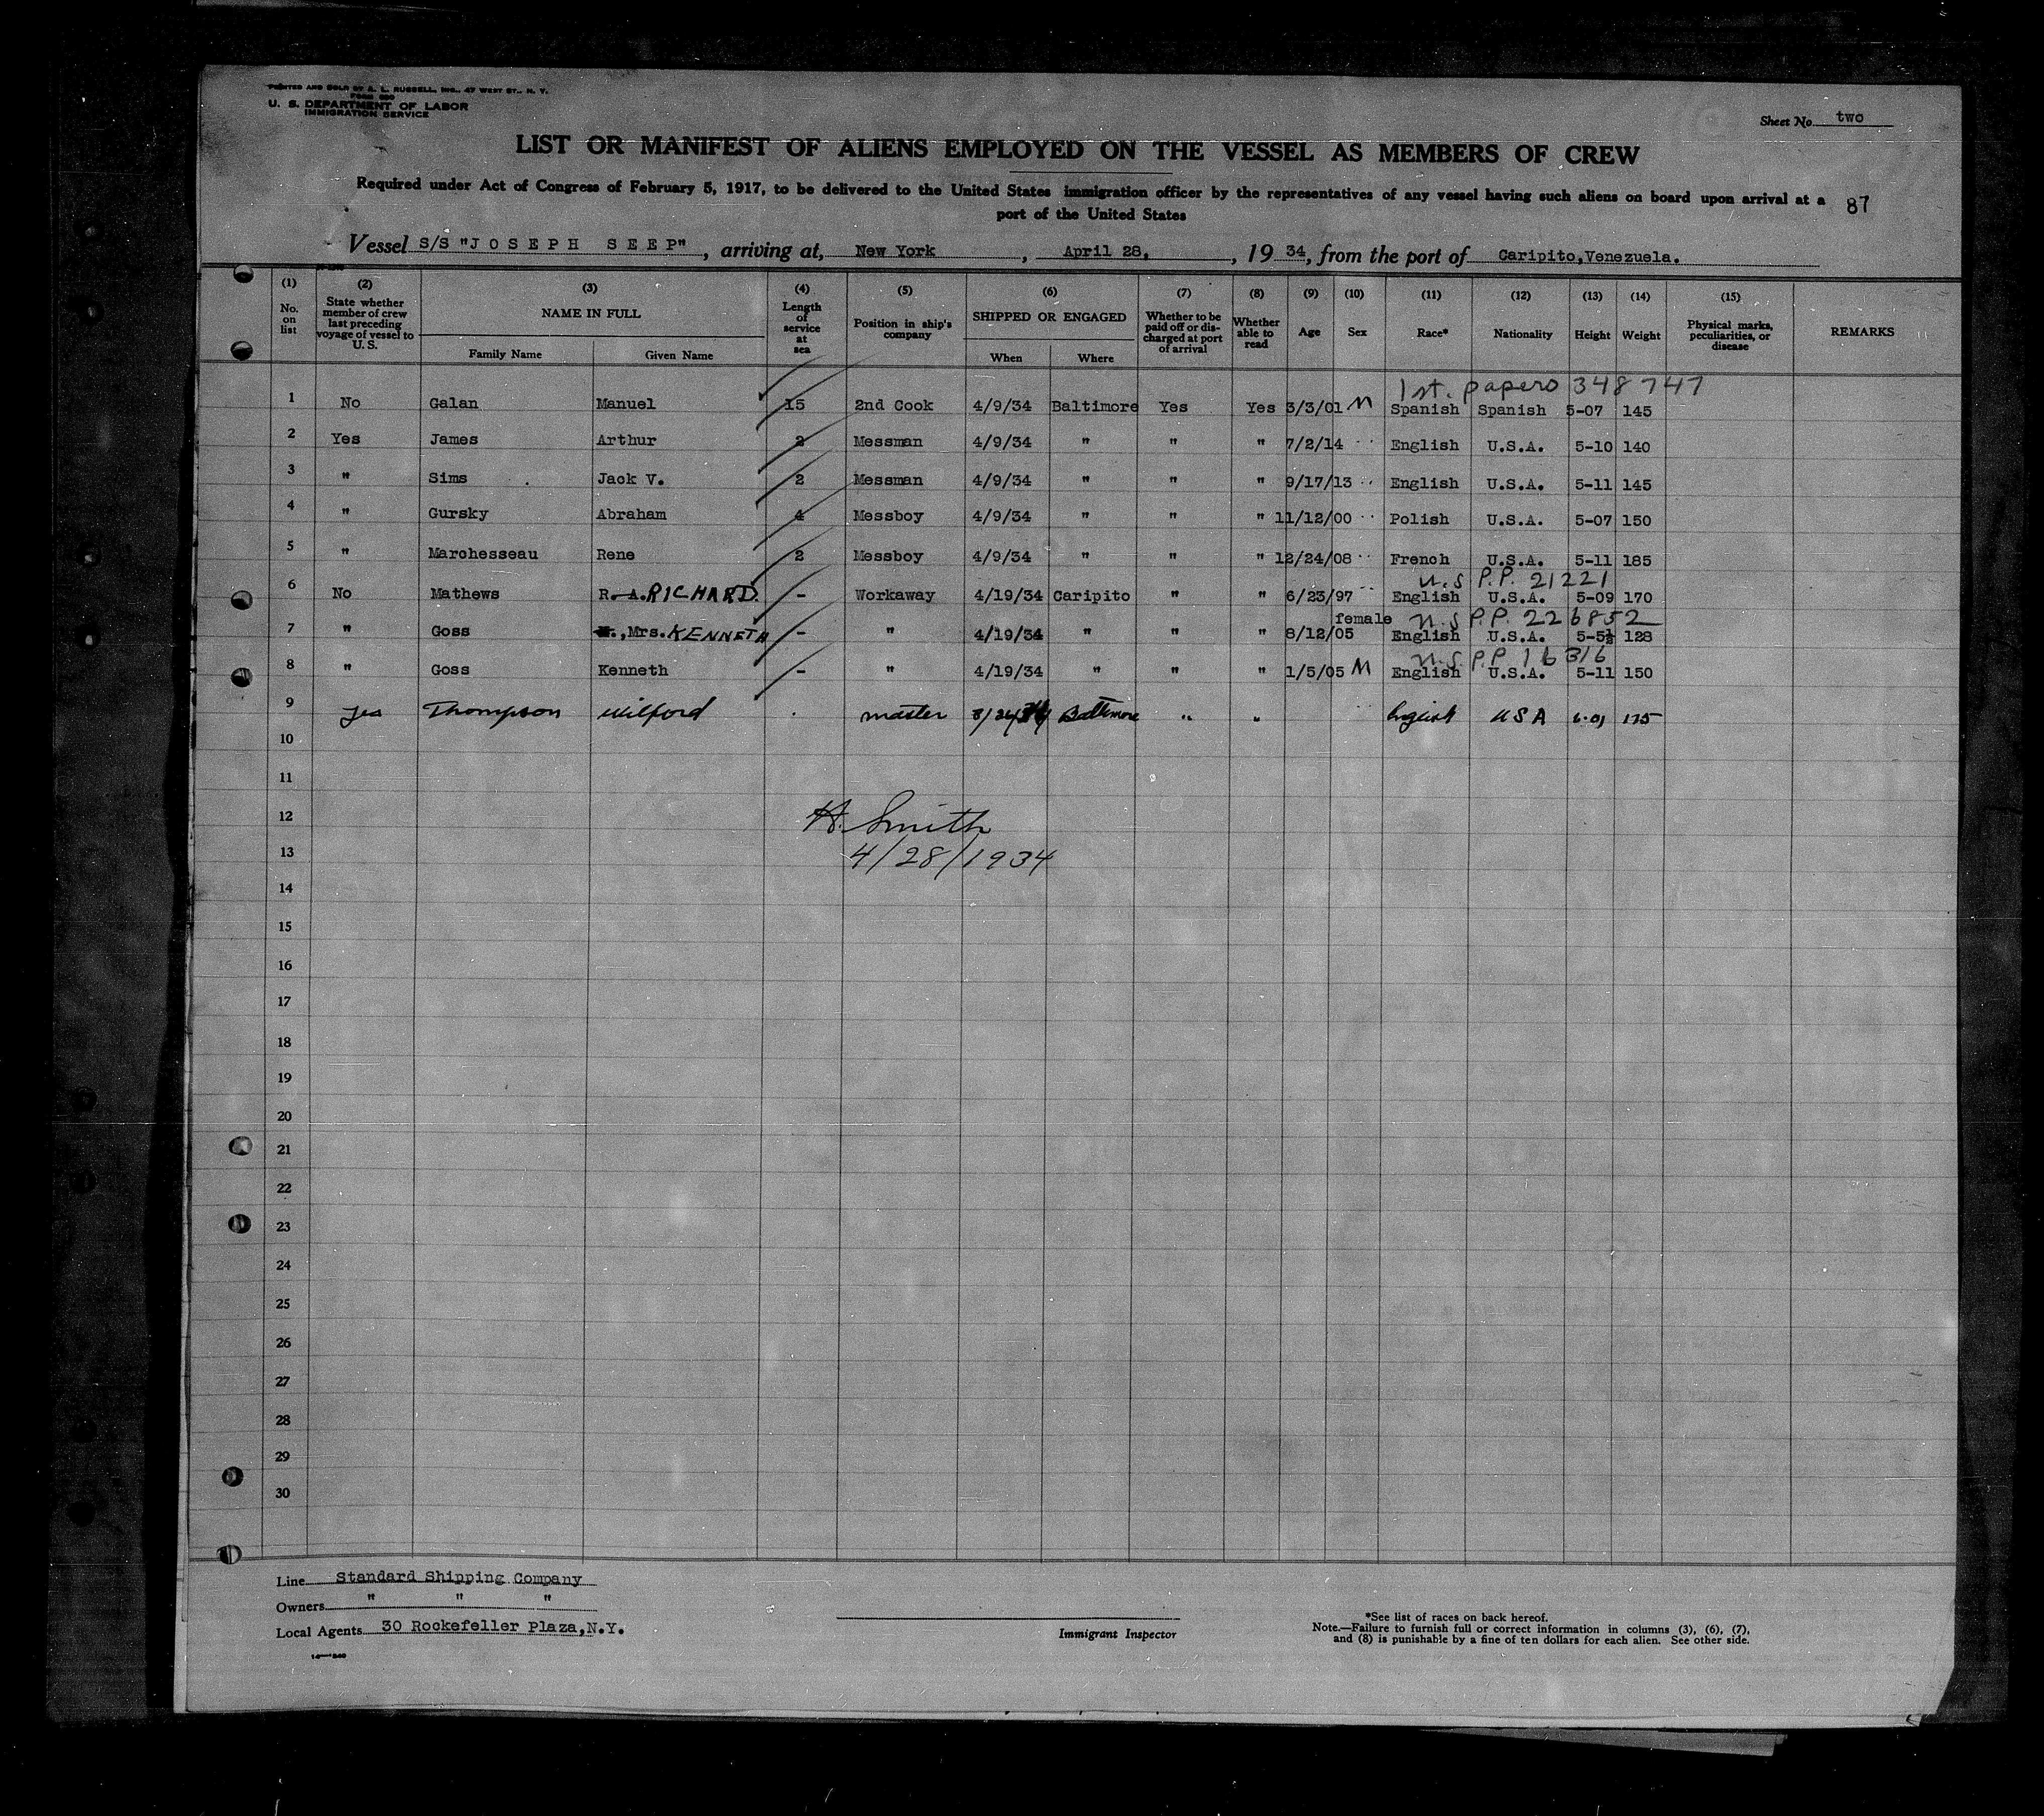 PRINTED AND SOLD BY A. L. RUSSELL, INC., 47 WEST ST., N. Y.
U. S. DEPARTMENT OF LABOR
IMMIGRATION SERVICE
Sheet No. two
LIST OR MANIFEST OF ALIENS EMPLOYED ON THE VESSEL AS MEMBERS OF CREW
Required under Act of Congress of February 5, 1917, to be delivered to the United States immigration officer by the representatives of any vessel having such aliens on board upon arrival at a
port of the United States
87
Vessel S/S "JOSEPH SEEP", arriving at, New York, April 28, , 19 34, from the port of Caripito,Venezuela.
(1) No. on list
(2) State whether member of crew last preceding voyage of vessel to U. S.
(3) NAME IN FULL
Family Name Given Name
(4) Length of service at sea
(5) Position in ship's company
(6) SHIPPED OR ENGAGED
When Where
(7) Whether to be paid off or discharged at port of arrival
(8) Whether able to read
(9) Age
(10) Sex
(11) Race*
(12) Nationality
(13) Height
(14) Weight
(15) Physical marks, peculiarities, or disease
REMARKS
1st. papers 348747
1 No Galan Manuel 15 2nd Cook 4/9/34 Baltimore Yes Yes 3/3/01 M Spanish Spanish 5-07 145
2 Yes James Arthur 2 Messman 4/9/34 " " " 7/2/14 " English U.S.A. 5-10 140
3 " Sims Jack V. 2 Messman 4/9/34 " " " 9/17/13 " English U.S.A. 5-11 145
4 " Gursky Abraham 4 Messboy 4/9/34 " " " 11/12/00 " Polish U.S.A. 5-07 150
5 " Marchesseau Rene 2 Messboy 4/9/34 " " " 12/24/08 " French U.S.A. 5-11 185
U.S P.P. 21221
6 No Mathews R. A. RICHARD. - Workaway 4/19/34 Caripito " " 6/23/97 " English U.S.A. 5-09 170
female U.S P.P. 226852
7 " Goss ,Mrs. KENNETH - " 4/19/34 " " " 8/12/05 English U.S.A. 5-5½ 128
U.S. P.P 16316
8 " Goss Kenneth - " 4/19/34 " " " 1/5/05 M English U.S.A. 5-11 150
9 yes Thompson Wilford master Baltimore " " English USA 6-01 175
10
11
12
H. Smith
13
4/28/1934
14
15
16
17
18
19
20
21
22
23
24
25
26
27
28
29
30
Line Standard Shipping Company
Owners " " "
Local Agents 30 Rockefeller Plaza,N.Y.
Immigrant Inspector
*See list of races on back hereof.
Note.—Failure to furnish full or correct information in columns (3), (6), (7),
and (8) is punishable by a fine of ten dollars for each alien. See other side.